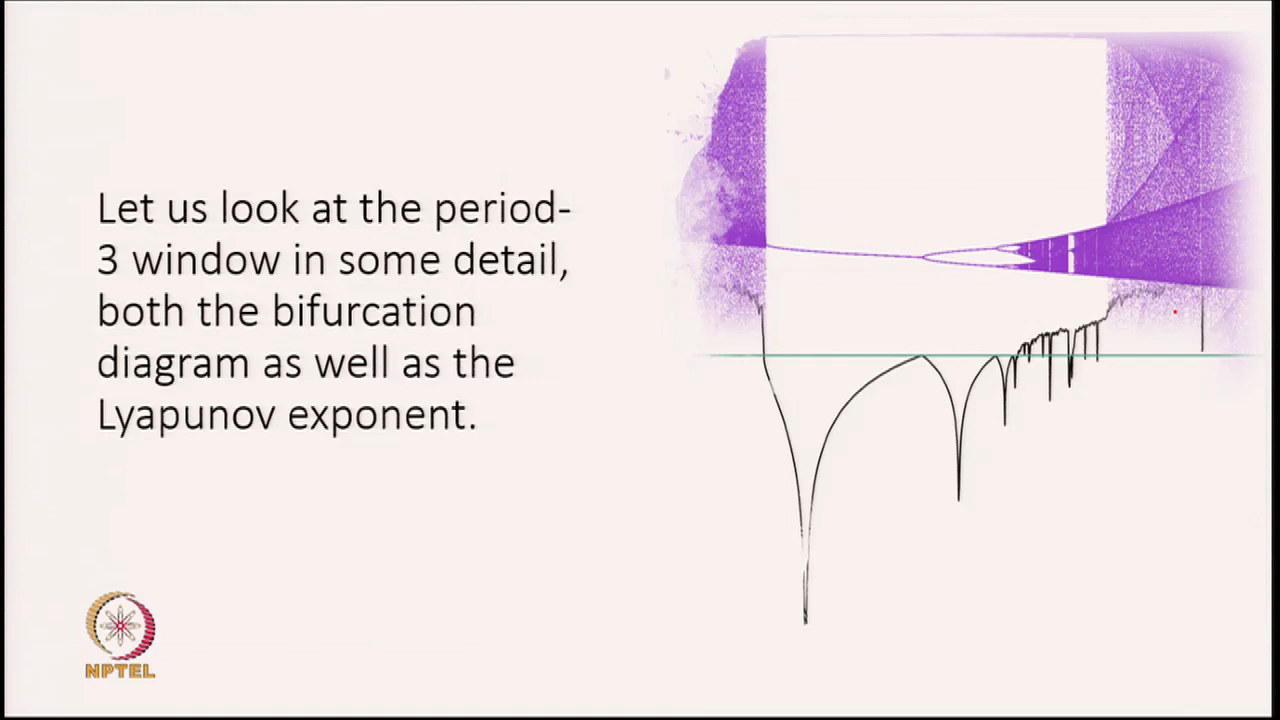 Let us look at the period-
3 window in some detail,
both the bifurcation
diagram as well as the
Lyapunov exponent.
NPTEL